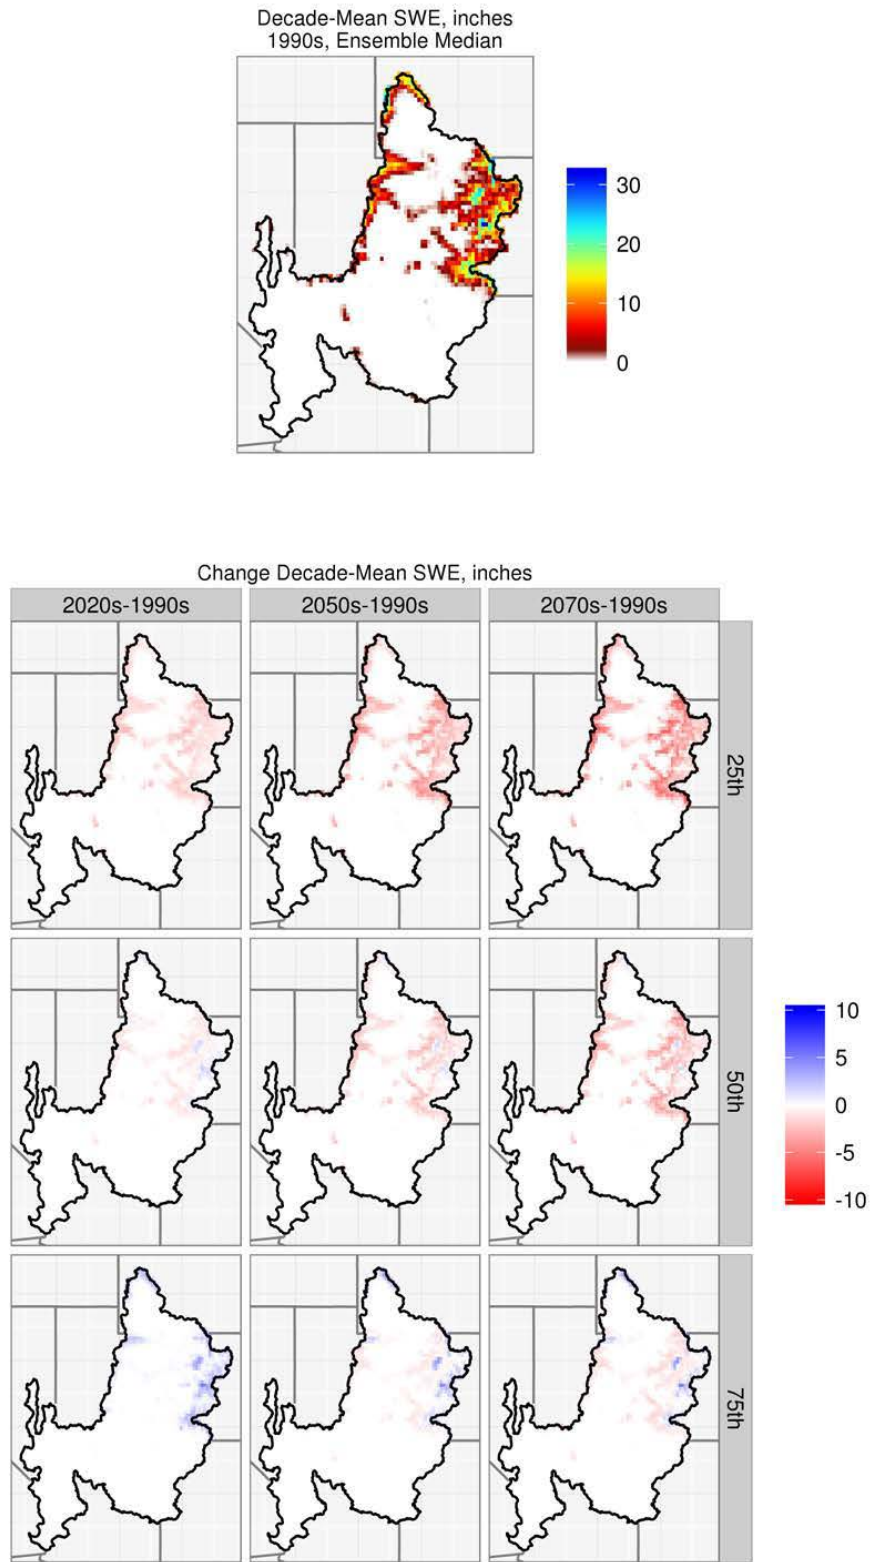 Decade-Mean SWE, inches
1990s, Ensemble Median
30
20
10
0
Change Decade-Mean SWE, inches
2020s-1990s
2050s-1990s
2070s-1990s
25th
50th
10
5
0
-5
-10
75th